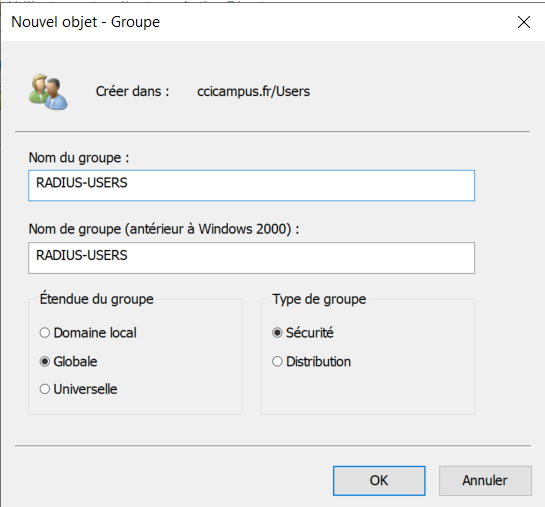 Nouvel objet - Groupe
Créer dans : ccicampus.fr/Users
Nom du groupe :
RADIUS-USERS
Nom de groupe (antérieur à Windows 2000) :
RADIUS-USERS
Étendue du groupe
Domaine local
Globale
Universelle
Type de groupe
Sécurité
Distribution
OK
Annuler